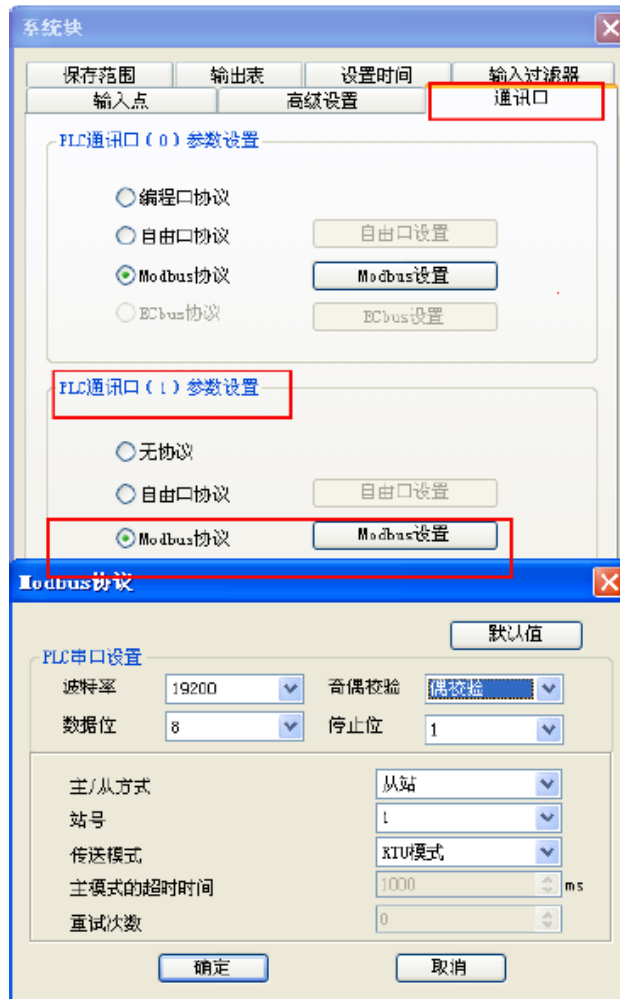 系统块
保存范围 输出表 设置时间 输入过滤器
输入点 高级设置 通讯口
PLC通讯口（0）参数设置
编程口协议
自由口协议 自由口设置
Modbus协议 Modbus设置
ECbus协议 ECbus设置
PLC通讯口（1）参数设置
无协议
自由口协议 自由口设置
Modbus协议 Modbus设置
Modbus协议
默认值
PLC串口设置
波特率 19200 奇偶校验 偶校验
数据位 8 停止位 1
主/从方式 从站
站号 1
传送模式 RTU模式
主模式的超时时间 1000 ms
重试次数 0
确定 取消